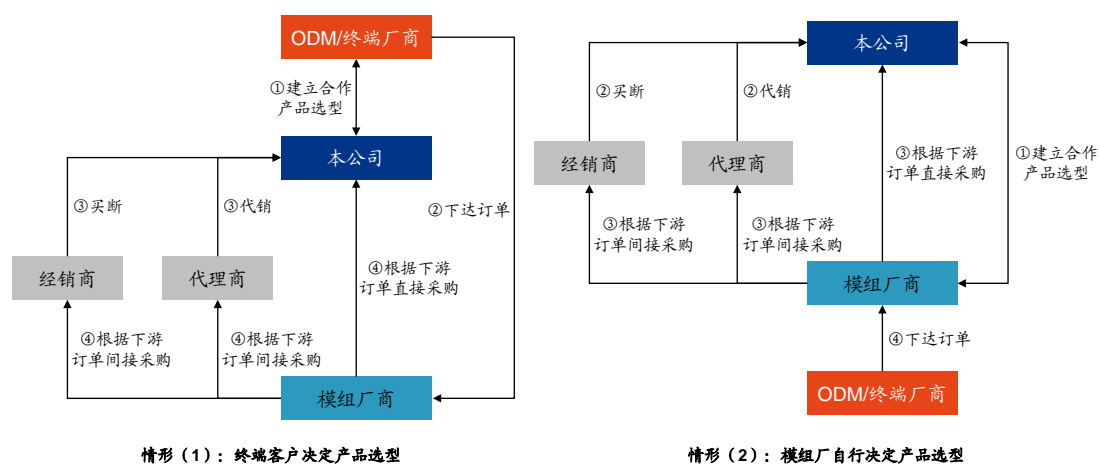 ODM/终端厂商
①建立合作
产品选型
本公司
③买断
③代销
②下达订单
经销商
代理商
④根据下游
订单直接采购
④根据下游
订单间接采购
④根据下游
订单间接采购
模组厂商
情形（1）：终端客户决定产品选型
本公司
②买断
②代销
经销商
代理商
③根据下游
订单直接采购
①建立合作
产品选型
③根据下游
订单间接采购
③根据下游
订单间接采购
模组厂商
④下达订单
ODM/终端厂商
情形（2）：模组厂自行决定产品选型